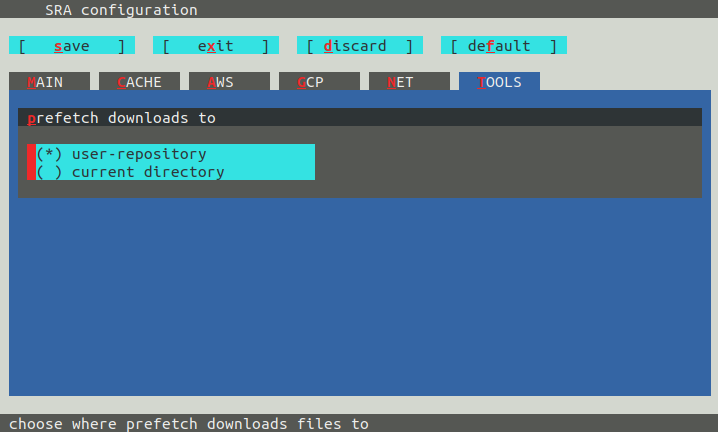 SRA configuration
[ save ] [ exit ] [ discard ] [ default ]
MAIN CACHE AWS GCP NET TOOLS
prefetch downloads to
(*) user-repository
( ) current directory
choose where prefetch downloads files to